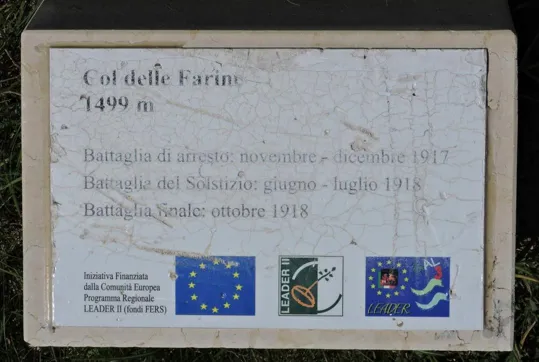 Col delle Farine
1499 m
Battaglia di arresto: novembre - dicembre 1917
Battaglia del Solstizio: giugno - luglio 1918
Battaglia finale: ottobre 1918
Iniziativa Finanziata
dalla Comunità Europea
Programma Regionale
LEADER II (fondi FERS)
LEADER II
LEADER